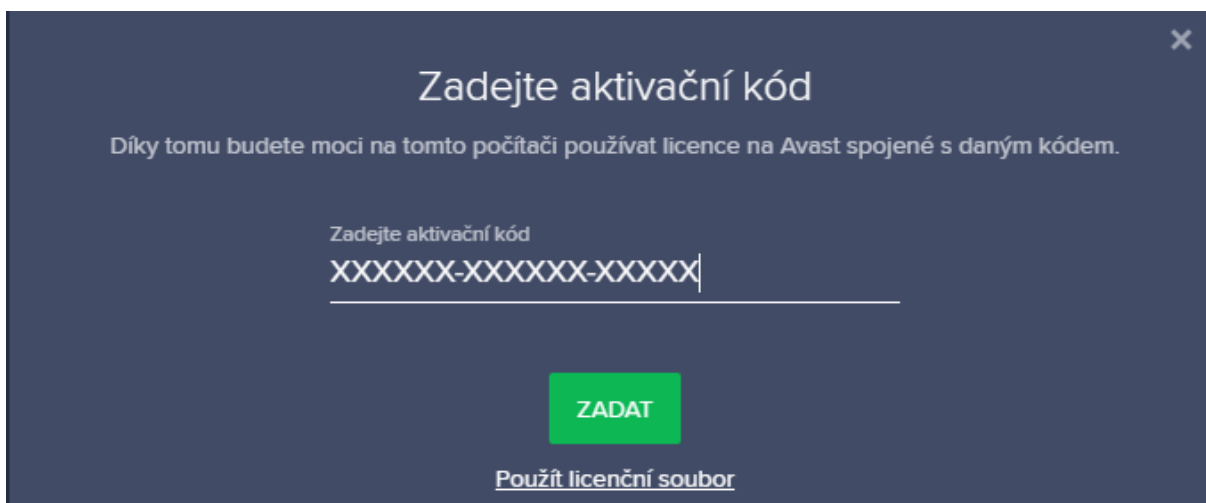 Zadejte aktivační kód
Díky tomu budete moci na tomto počítači používat licence na Avast spojené s daným kódem.
Zadejte aktivační kód
XXXXXX-XXXXXX-XXXXX
ZADAT
Použít licenční soubor